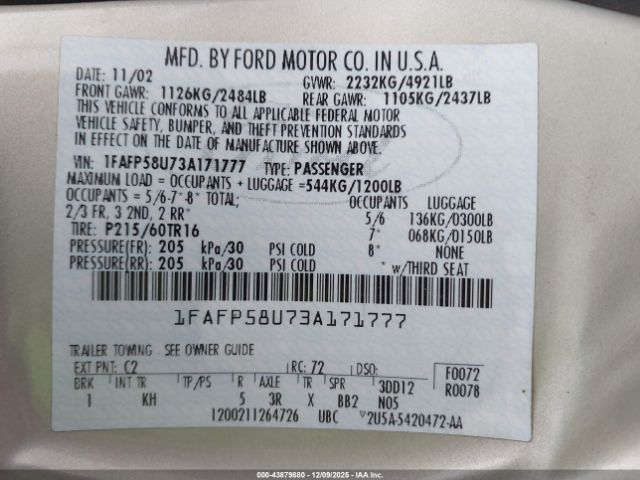 MFD. BY FORD MOTOR CO. IN U.S.A.
DATE: 11/02 GVWR: 2232KG/4921LB
FRONT GAWR: 1126KG/2484LB REAR GAWR: 1105KG/2437LB
THIS VEHICLE CONFORMS TO ALL APPLICABLE FEDERAL MOTOR
VEHICLE SAFETY, BUMPER, AND THEFT PREVENTION STANDARDS
IN EFFECT ON THE DATE OF MANUFACTURE SHOWN ABOVE.
VIN: 1FAFP58U73A171777 TYPE: PASSENGER
MAXIMUM LOAD = OCCUPANTS + LUGGAGE =544KG/1200LB
OCCUPANTS = 5/6-7*-8* TOTAL; OCCUPANTS LUGGAGE
2/3 FR, 3 2ND, 2 RR* 5/6 136KG/0300LB
TIRE: P215/60TR16 7* 068KG/0150LB
PRESSURE(FR): 205 kPa/30 PSI COLD 8* NONE
PRESSURE(RR): 205 kPa/30 PSI COLD * w/THIRD SEAT
1FAFP58U73A171777
TRAILER TOWING - SEE OWNER GUIDE
EXT PNT: C2 RC: 72 DSO: F0072
BRK INT TR TP/PS R AXLE TR SPR 3DD12 R0078
1 KH 5 3R X BB2 N05
1200211264726 UBC 2U5A-5420472-AA
000-43879880 - 12/09/2025 - IAAI, Inc.